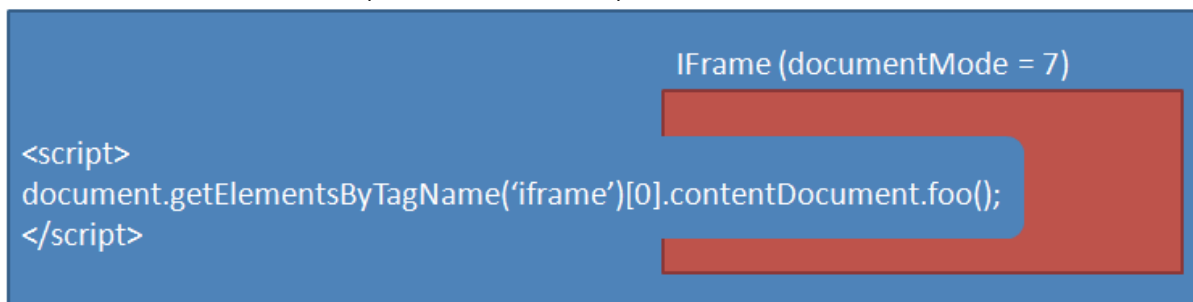 IFrame (documentMode = 7)
<script>
document.getElementsByTagName(‘iframe’)[0].contentDocument.foo();
</script>